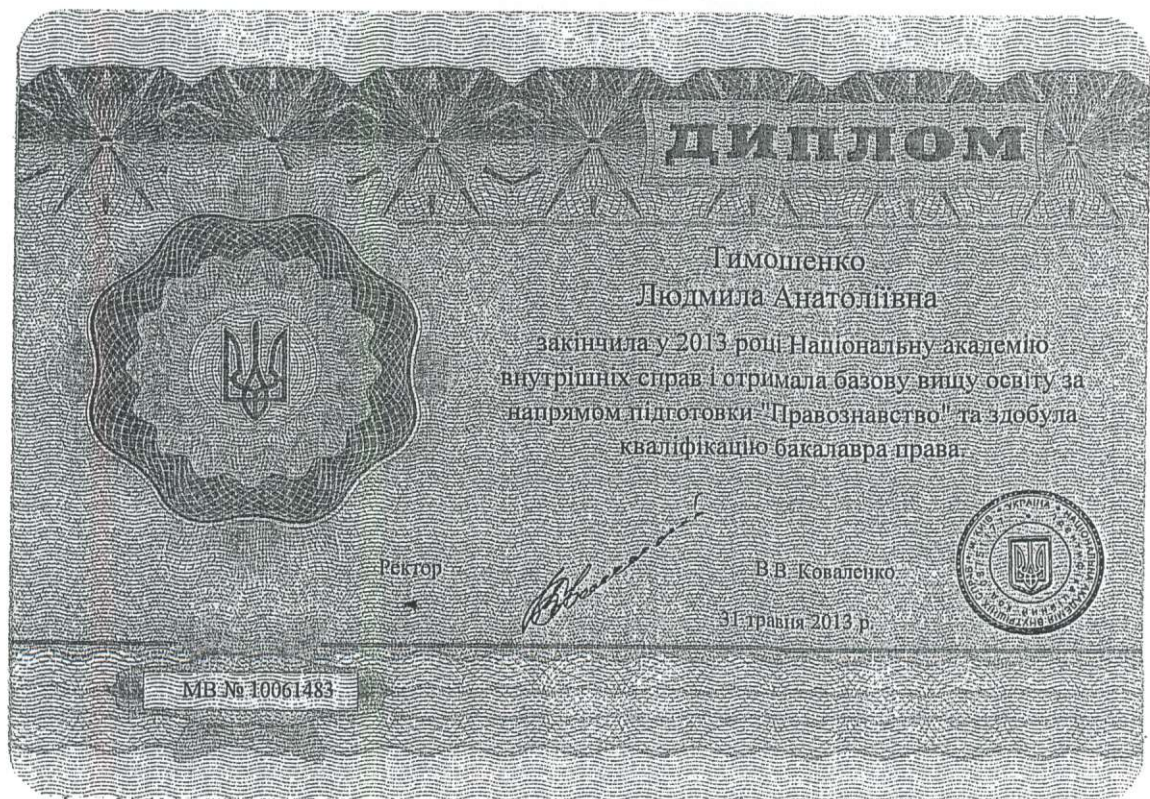 ДИПЛОМ
Тимошенко
Людмила Анатоліївна
закінчила у 2013 році Національну академію
внутрішніх справ і отримала базову вищу освіту за
напрямом підготовки "Правознавство" та здобула
кваліфікацію бакалавра права.
Ректор
В.В. Коваленко
31 травня 2013 р.
УКРАЇНА
МВ № 10061483